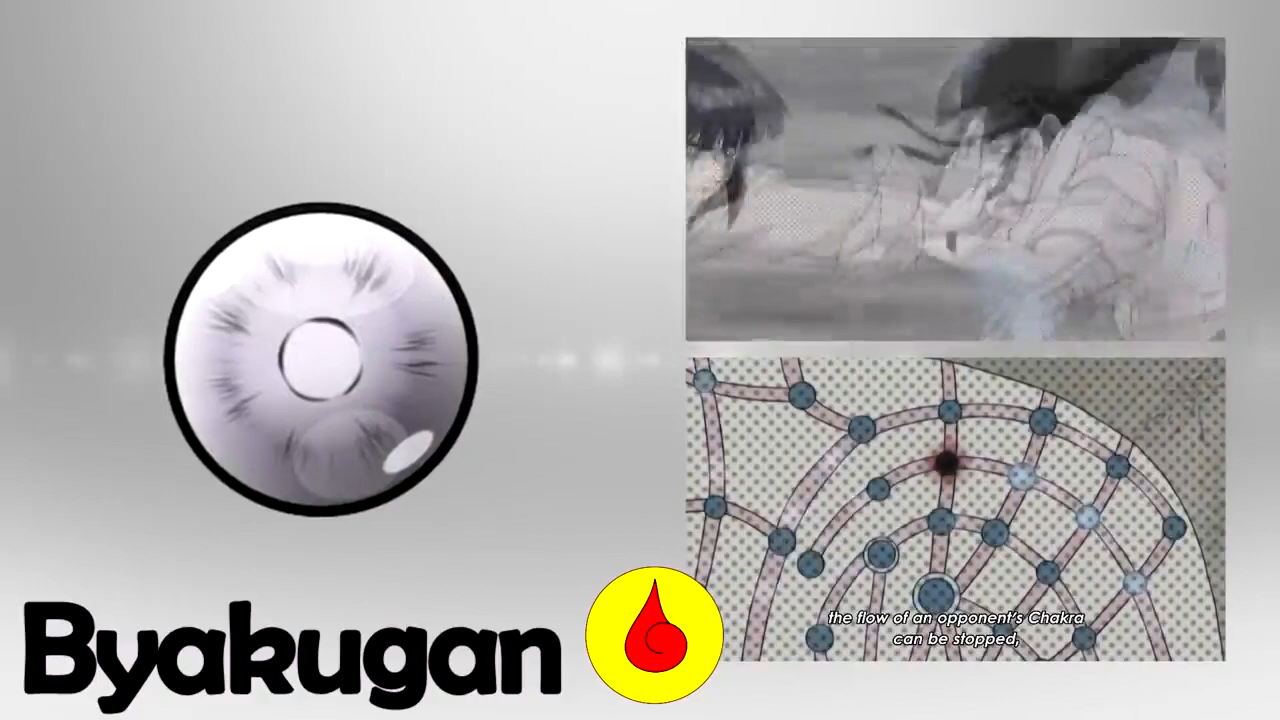 the flow of an opponent's Chakra
can be stopped,
Byakugan